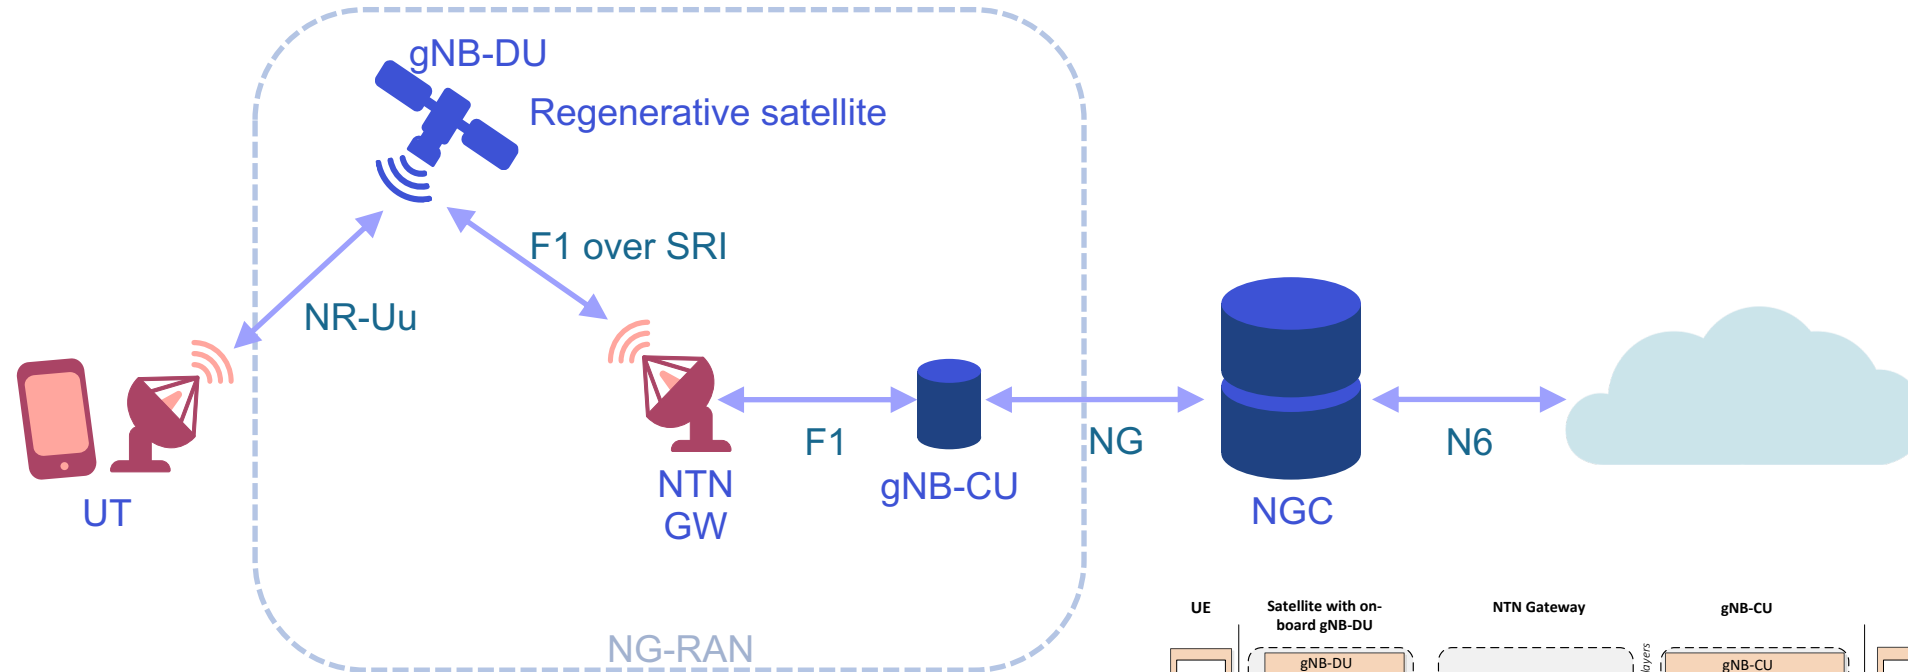 gNB-DU
Regenerative satellite
F1 over SRI
NR-Uu
UT
NTN
GW
F1
gNB-CU
NG
NGC
N6
NG-RAN
UE
Satellite with on-
board gNB-DU
NTN Gateway
gNB-CU
gNB-DU
layers
gNB-CU